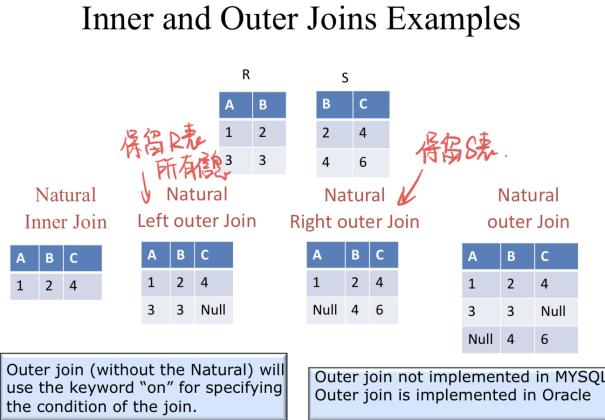 Inner and Outer Joins Examples
R
A B
1 2
3 3
S
B C
2 4
4 6
保留R表
所有信息
保留S表.
Natural
Inner Join
A B C
1 2 4
Natural
Left outer Join
A B C
1 2 4
3 3 Null
Natural
Right outer Join
A B C
1 2 4
Null 4 6
Natural
outer Join
A B C
1 2 4
3 3 Null
Null 4 6
Outer join (without the Natural) will
use the keyword “on” for specifying
the condition of the join.
Outer join not implemented in MYSQL
Outer join is implemented in Oracle